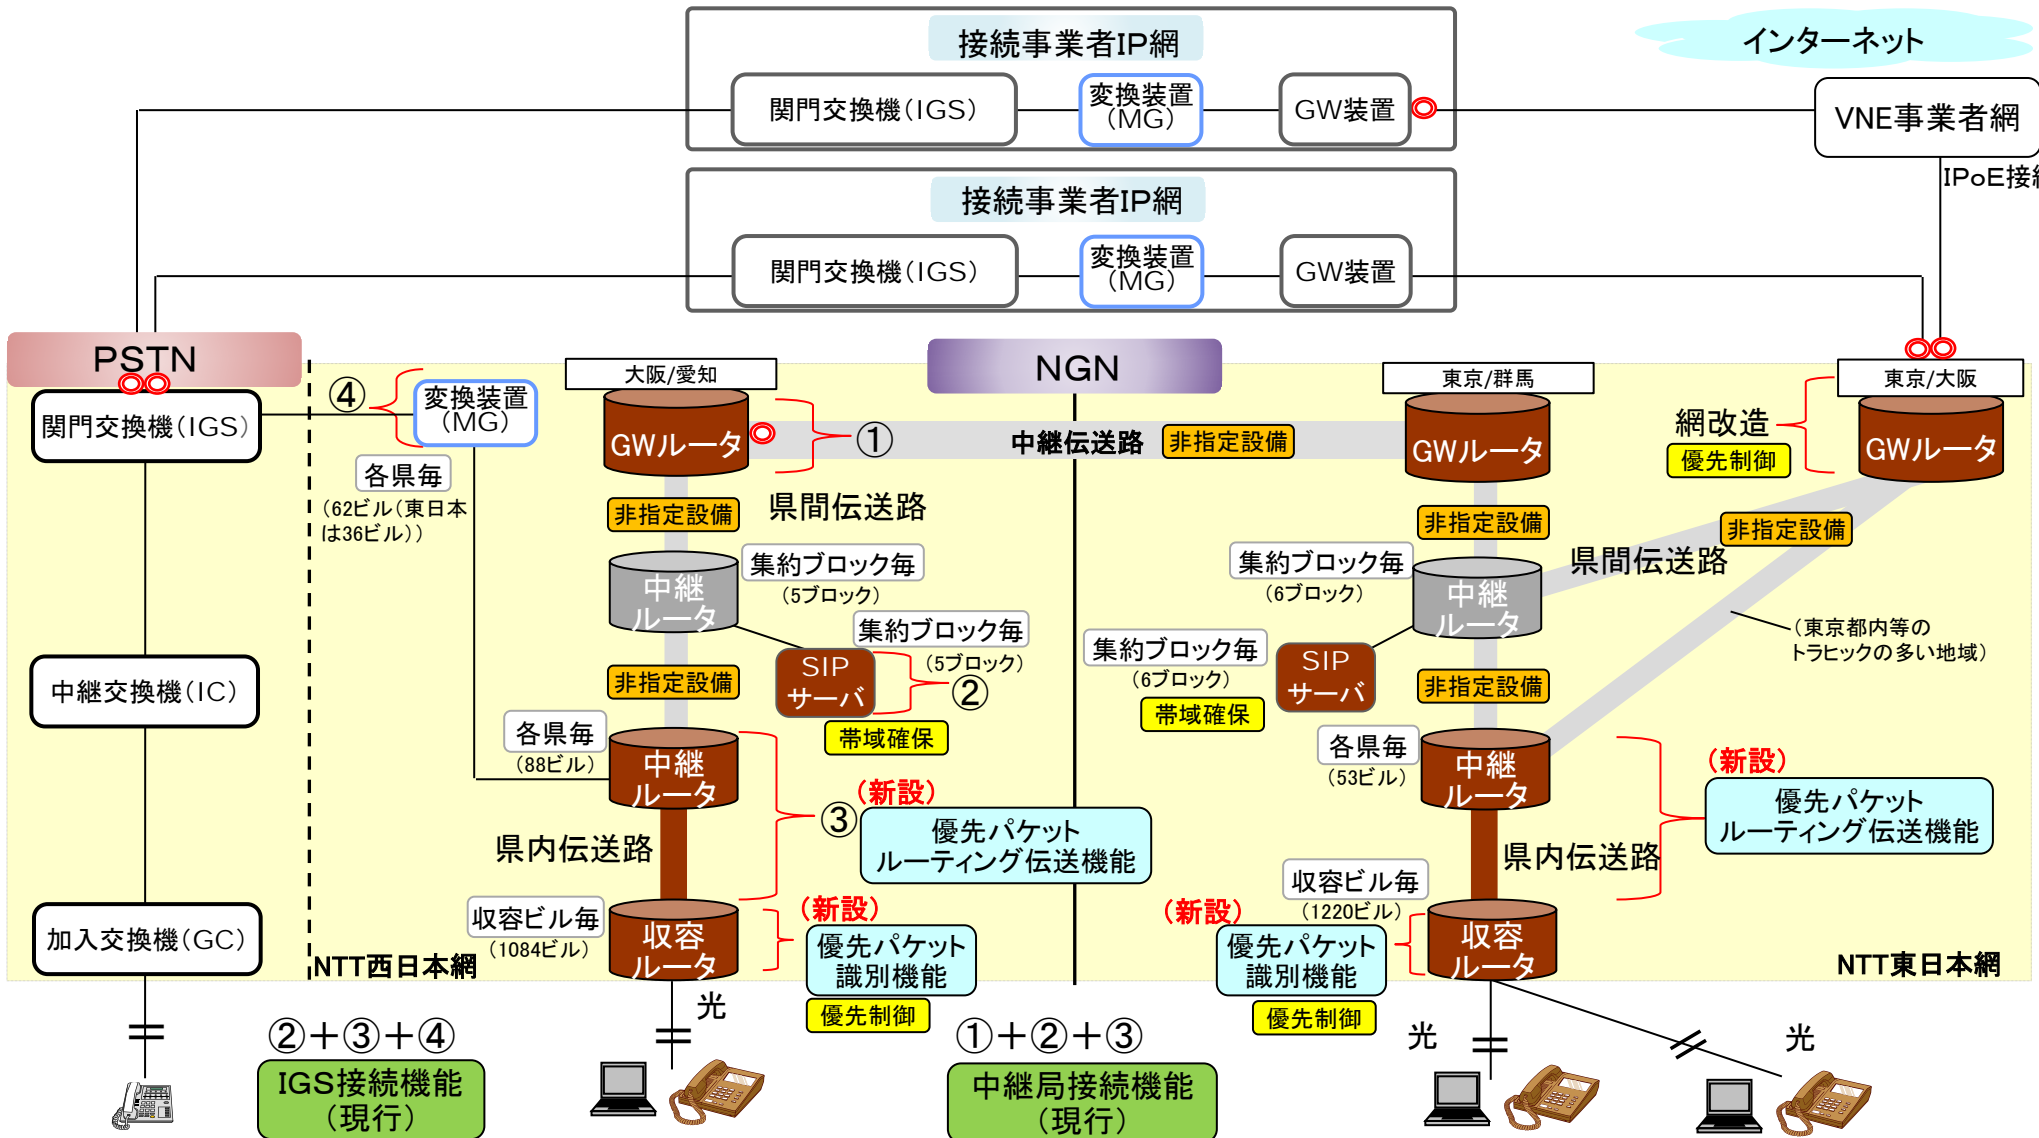 接続事業者IP網
インターネット
関門交換機(IGS)
変換装置
(MG)
GW装置
VNE事業者網
IPoE接続
接続事業者IP網
関門交換機(IGS)
変換装置
(MG)
GW装置
PSTN
NGN
大阪/愛知
東京/群馬
東京/大阪
関門交換機(IGS)
④
変換装置
(MG)
GWルータ
①
中継伝送路
非指定設備
GWルータ
網改造
優先制御
GWルータ
各県毎
(62ビル(東日本
は36ビル))
非指定設備
県間伝送路
非指定設備
非指定設備
県間伝送路
中継
ルータ
集約ブロック毎
(5ブロック)
集約ブロック毎
(6ブロック)
中継
ルータ
集約ブロック毎
(5ブロック)
SIP
サーバ
②
帯域確保
集約ブロック毎
(6ブロック)
帯域確保
SIP
サーバ
(東京都内等の
トラヒックの多い地域)
中継交換機(IC)
非指定設備
非指定設備
各県毎
(88ビル)
中継
ルータ
③
(新設)
優先パケット
ルーティング伝送機能
各県毎
(53ビル)
中継
ルータ
(新設)
優先パケット
ルーティング伝送機能
県内伝送路
県内伝送路
加入交換機(GC)
収容ビル毎
(1084ビル)
収容
ルータ
(新設)
優先パケット
識別機能
優先制御
収容ビル毎
(1220ビル)
(新設)
優先パケット
識別機能
優先制御
収容
ルータ
NTT西日本網
NTT東日本網
光
光
光
②+③+④
IGS接続機能
(現行)
①+②+③
中継局接続機能
(現行)